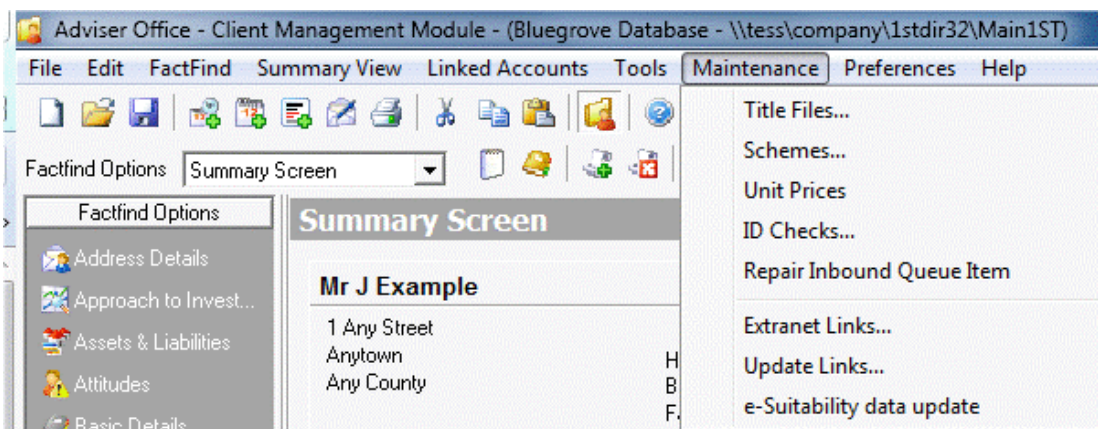 Adviser Office - Client Management Module - (Bluegrove Database - \\tess\company\1stdir32\Main1ST)
File Edit FactFind Summary View Linked Accounts Tools Maintenance Preferences Help
Factfind Options Summary Screen
Factfind Options
Address Details
Approach to Invest...
Assets & Liabilities
Attitudes
Basic Details
Summary Screen
Mr J Example
1 Any Street
Anytown
Any County
H
B
F
Title Files...
Schemes...
Unit Prices
ID Checks...
Repair Inbound Queue Item
Extranet Links...
Update Links...
e-Suitability data update